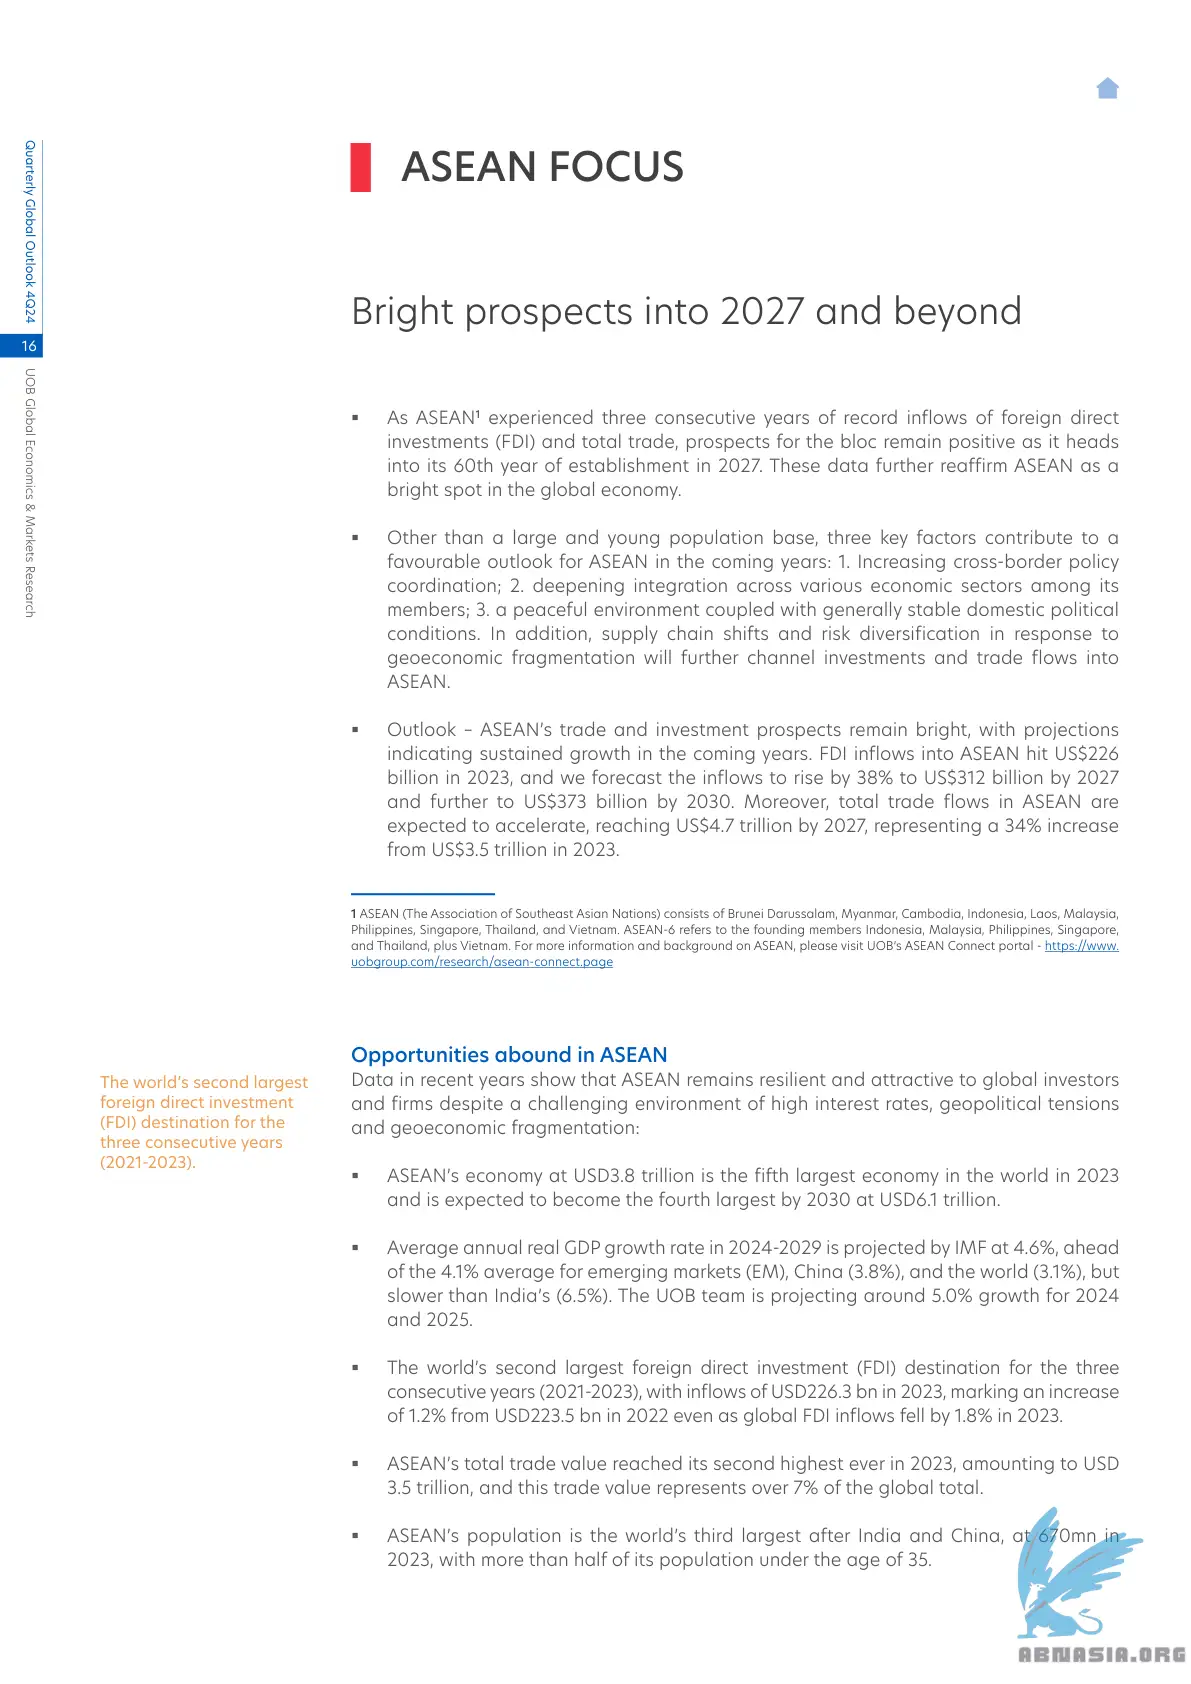 Quarterly Global Outlook 4Q24
16
UOB Global Economics & Markets Research
ASEAN FOCUS
Bright prospects into 2027 and beyond
▪ As ASEAN¹ experienced three consecutive years of record inflows of foreign direct
investments (FDI) and total trade, prospects for the bloc remain positive as it heads
into its 60th year of establishment in 2027. These data further reaffirm ASEAN as a
bright spot in the global economy.
▪ Other than a large and young population base, three key factors contribute to a
favourable outlook for ASEAN in the coming years: 1. Increasing cross-border policy
coordination; 2. deepening integration across various economic sectors among its
members; 3. a peaceful environment coupled with generally stable domestic political
conditions. In addition, supply chain shifts and risk diversification in response to
geoeconomic fragmentation will further channel investments and trade flows into
ASEAN.
▪ Outlook – ASEAN’s trade and investment prospects remain bright, with projections
indicating sustained growth in the coming years. FDI inflows into ASEAN hit US$226
billion in 2023, and we forecast the inflows to rise by 38% to US$312 billion by 2027
and further to US$373 billion by 2030. Moreover, total trade flows in ASEAN are
expected to accelerate, reaching US$4.7 trillion by 2027, representing a 34% increase
from US$3.5 trillion in 2023.
1 ASEAN (The Association of Southeast Asian Nations) consists of Brunei Darussalam, Myanmar, Cambodia, Indonesia, Laos, Malaysia,
Philippines, Singapore, Thailand, and Vietnam. ASEAN-6 refers to the founding members Indonesia, Malaysia, Philippines, Singapore,
and Thailand, plus Vietnam. For more information and background on ASEAN, please visit UOB’s ASEAN Connect portal - https://www.
uobgroup.com/research/asean-connect.page
The world’s second largest
foreign direct investment
(FDI) destination for the
three consecutive years
(2021-2023).
Opportunities abound in ASEAN
Data in recent years show that ASEAN remains resilient and attractive to global investors
and firms despite a challenging environment of high interest rates, geopolitical tensions
and geoeconomic fragmentation:
▪ ASEAN’s economy at USD3.8 trillion is the fifth largest economy in the world in 2023
and is expected to become the fourth largest by 2030 at USD6.1 trillion.
▪ Average annual real GDP growth rate in 2024-2029 is projected by IMF at 4.6%, ahead
of the 4.1% average for emerging markets (EM), China (3.8%), and the world (3.1%), but
slower than India’s (6.5%). The UOB team is projecting around 5.0% growth for 2024
and 2025.
▪ The world’s second largest foreign direct investment (FDI) destination for the three
consecutive years (2021-2023), with inflows of USD226.3 bn in 2023, marking an increase
of 1.2% from USD223.5 bn in 2022 even as global FDI inflows fell by 1.8% in 2023.
▪ ASEAN’s total trade value reached its second highest ever in 2023, amounting to USD
3.5 trillion, and this trade value represents over 7% of the global total.
▪ ASEAN’s population is the world’s third largest after India and China, at 670mn in
2023, with more than half of its population under the age of 35.
ABNASIA.ORG